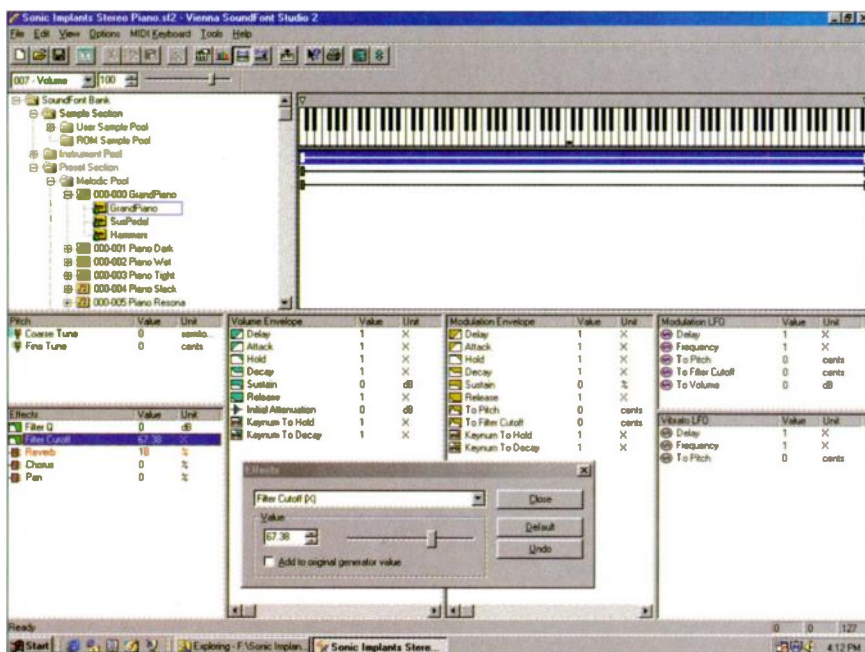 Sonic Implants Stereo Piano.sf2 - Vienna SoundFont Studio 2
File Edit View Options MIDI Keyboard Tools Help
007 - Volume 100
SoundFont Bank
Sample Section
User Sample Pool
ROM Sample Pool
Instrument Pool
Preset Section
Melodic Pool
000-000 GrandPiano
GrandPiano
SusPedal
Hammers
000-001 Piano Dark
000-002 Piano Wet
000-003 Piano Tight
000-004 Piano Slack
000-005 Piano Resona
Pitch Value Unit
Coarse Tune 0 semito...
Fine Tune 0 cents
Effects Value Unit
Filter Q 0 dB
Filter Cutoff 67.38 X
Reverb 18 %
Chorus 0 %
Pan 0 %
Volume Envelope Value Unit
Delay 1 X
Attack 1 X
Hold 1 X
Decay 1 X
Sustain 0 dB
Release 1 X
Initial Attenuation 0 dB
Keynum To Hold 1 X
Keynum To Decay 1 X
Modulation Envelope Value Unit
Delay 1 X
Attack 1 X
Hold 1 X
Decay 1 X
Sustain 0 %
Release 1 X
To Pitch 0 cents
To Filter Cutoff 0 cents
Keynum To Hold 1 X
Keynum To Decay 1 X
Modulation LFO Value Unit
Delay 1 X
Frequency 1 X
To Pitch 0 cents
To Filter Cutoff 0 cents
To Volume 0 dB
Vibrato LFO Value Unit
Delay 1 X
Frequency 1 X
To Pitch 0 cents
Effects
Filter Cutoff (X)
Close
Value
67.38
Default
Undo
Add to original generator value
Ready 0 0 127
Start Exploring - F:\Sonic Implan... Sonic Implants Stere... 4:12 PM